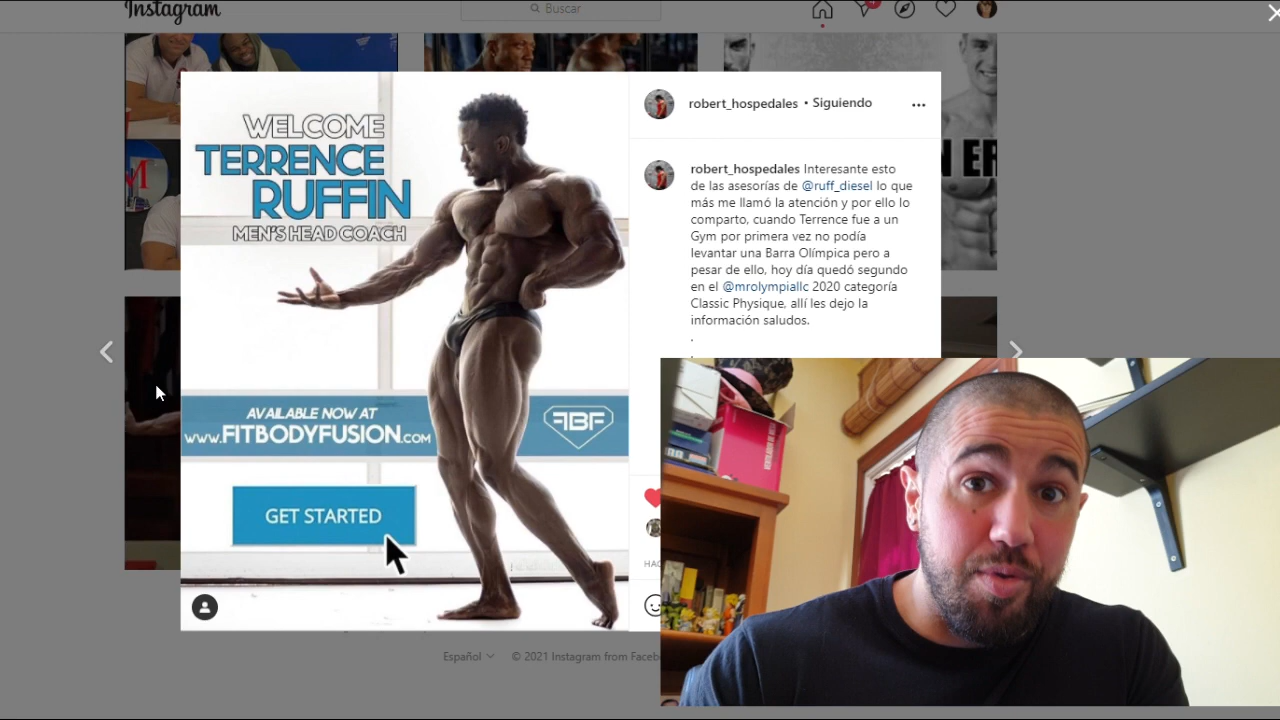 Instagram
Buscar
WELCOME
TERRENCE
RUFFIN
MEN'S HEAD COACH
AVAILABLE NOW AT
www.FITBODYFUSION.com
FBF
GET STARTED
robert_hospedales • Siguiendo
robert_hospedales Interesante esto
de las asesorías de @ruff_diesel lo que
más me llamó la atención y por ello lo
comparto, cuando Terrence fue a un
Gym por primera vez no podía
levantar una Barra Olímpica pero a
pesar de ello, hoy día quedó segundo
en el @mrolympiallc 2020 categoría
Classic Physique, allí les dejo la
información saludos.
.
.
HAC
N ER
M
Español
© 2021 Instagram from Faceb